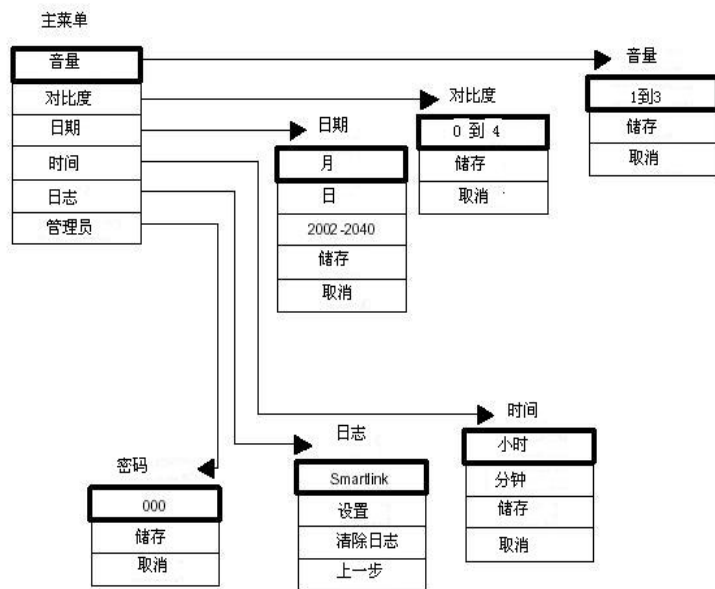 主菜单
音量
对比度
日期
时间
日志
管理员
音量
1到3
储存
取消
对比度
0 到 4
储存
取消
日期
月
日
2002-2040
储存
取消
时间
小时
分钟
储存
取消
日志
Smartlink
设置
清除日志
上一步
密码
000
储存
取消